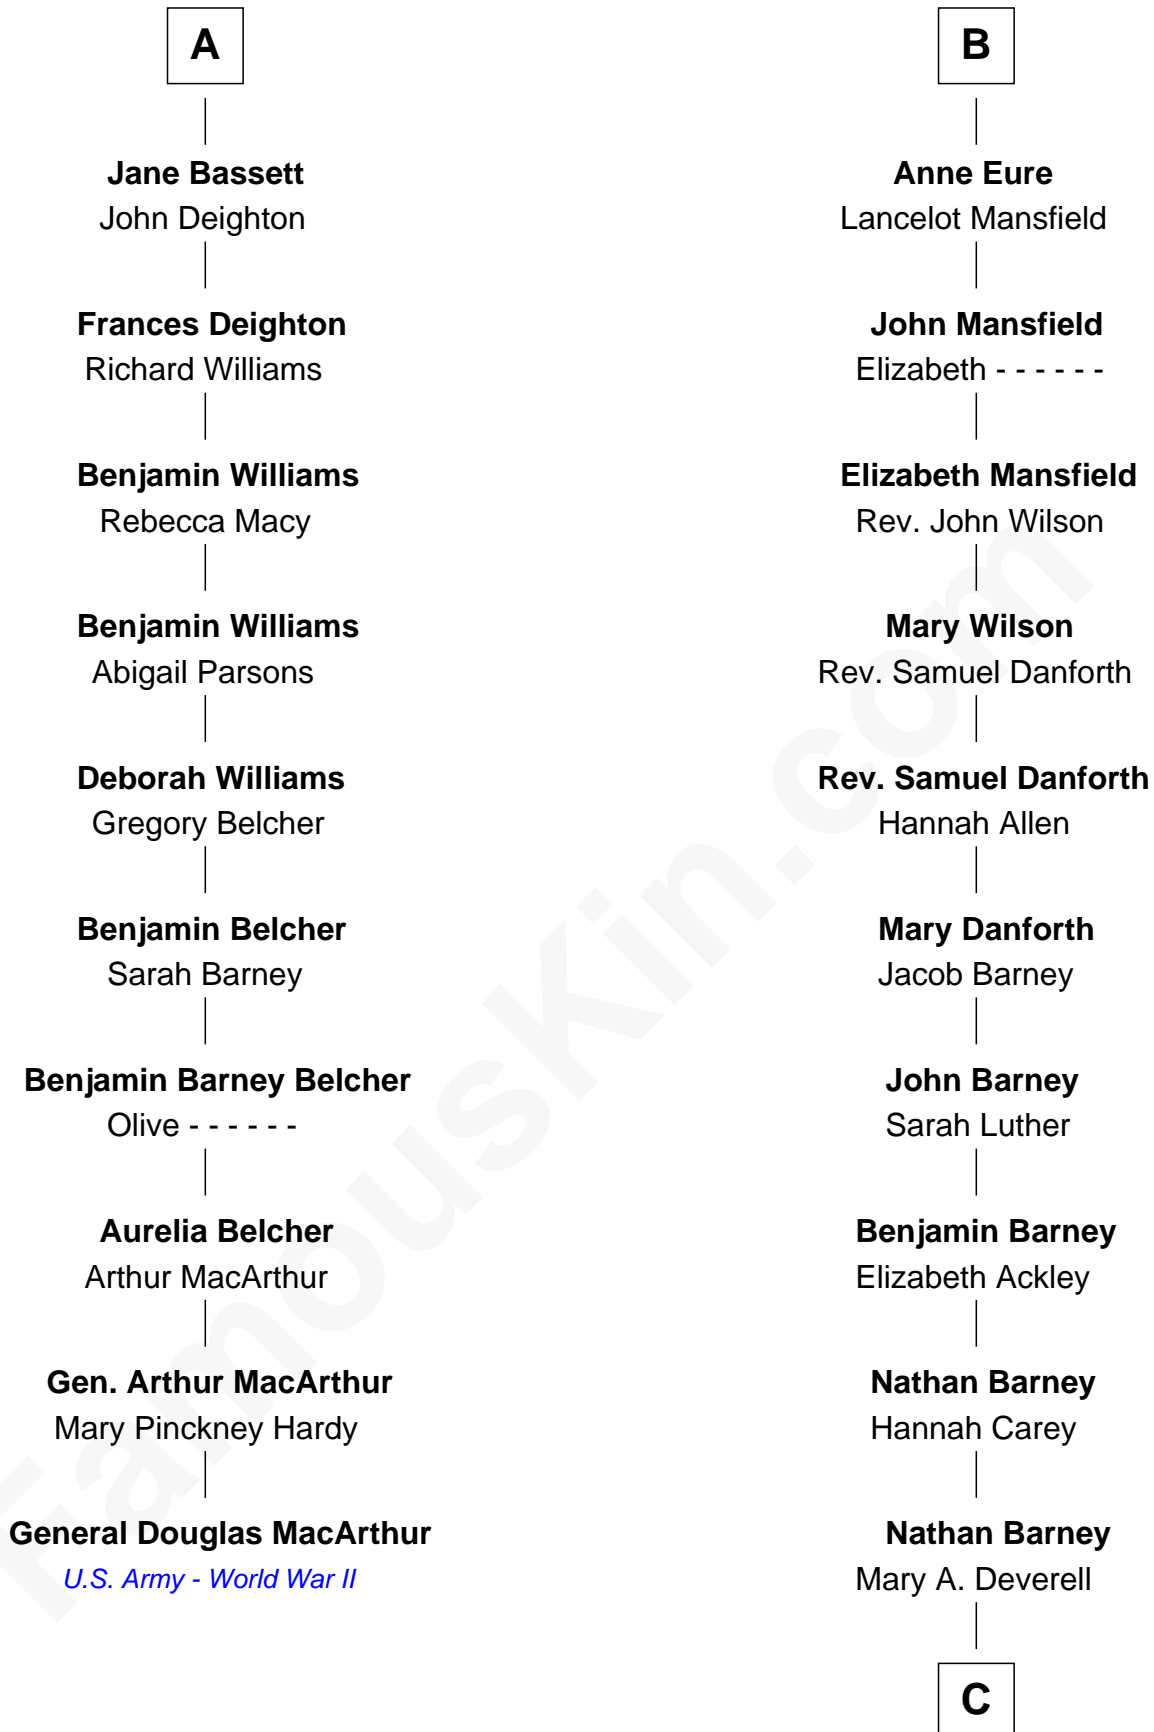 A
Jane Bassett
John Deighton
Frances Deighton
Richard Williams
Benjamin Williams
Rebecca Macy
Benjamin Williams
Abigail Parsons
Deborah Williams
Gregory Belcher
Benjamin Belcher
Sarah Barney
Benjamin Barney Belcher
Olive - - - - - -
Aurelia Belcher
Arthur MacArthur
Gen. Arthur MacArthur
Mary Pinckney Hardy
General Douglas MacArthur
U.S. Army - World War II
B
Anne Eure
Lancelot Mansfield
John Mansfield
Elizabeth - - - - - -
Elizabeth Mansfield
Rev. John Wilson
Mary Wilson
Rev. Samuel Danforth
Rev. Samuel Danforth
Hannah Allen
Mary Danforth
Jacob Barney
John Barney
Sarah Luther
Benjamin Barney
Elizabeth Ackley
Nathan Barney
Hannah Carey
Nathan Barney
Mary A. Deverell
C
FamousKin.com